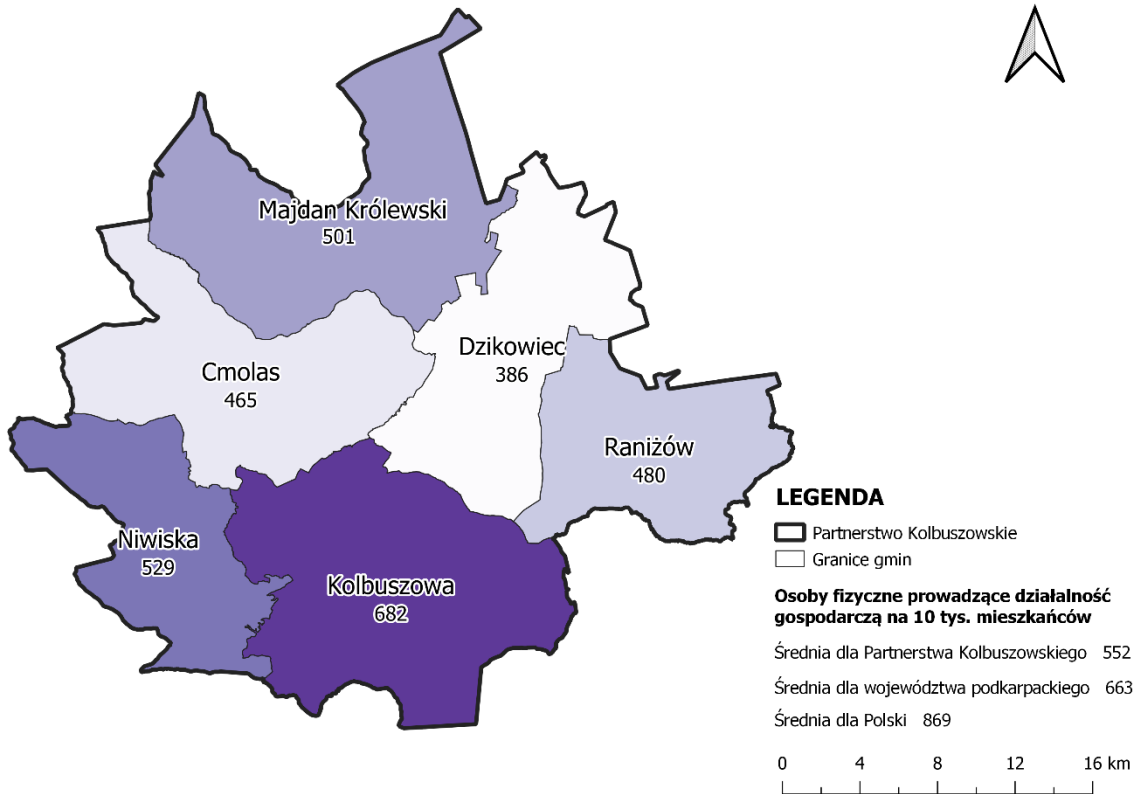 Majdan Królewski
501
Dzikowiec
386
Cmolas
465
Raniżów
480
Niwiska
529
Kolbuszowa
682
LEGENDA
Partnerstwo Kolbuszowskie
Granice gmin
Osoby fizyczne prowadzące działalność
gospodarczą na 10 tys. mieszkańców
Średnia dla Partnerstwa Kolbuszowskiego 552
Średnia dla województwa podkarpackiego 663
Średnia dla Polski 869
0 4 8 12 16 km